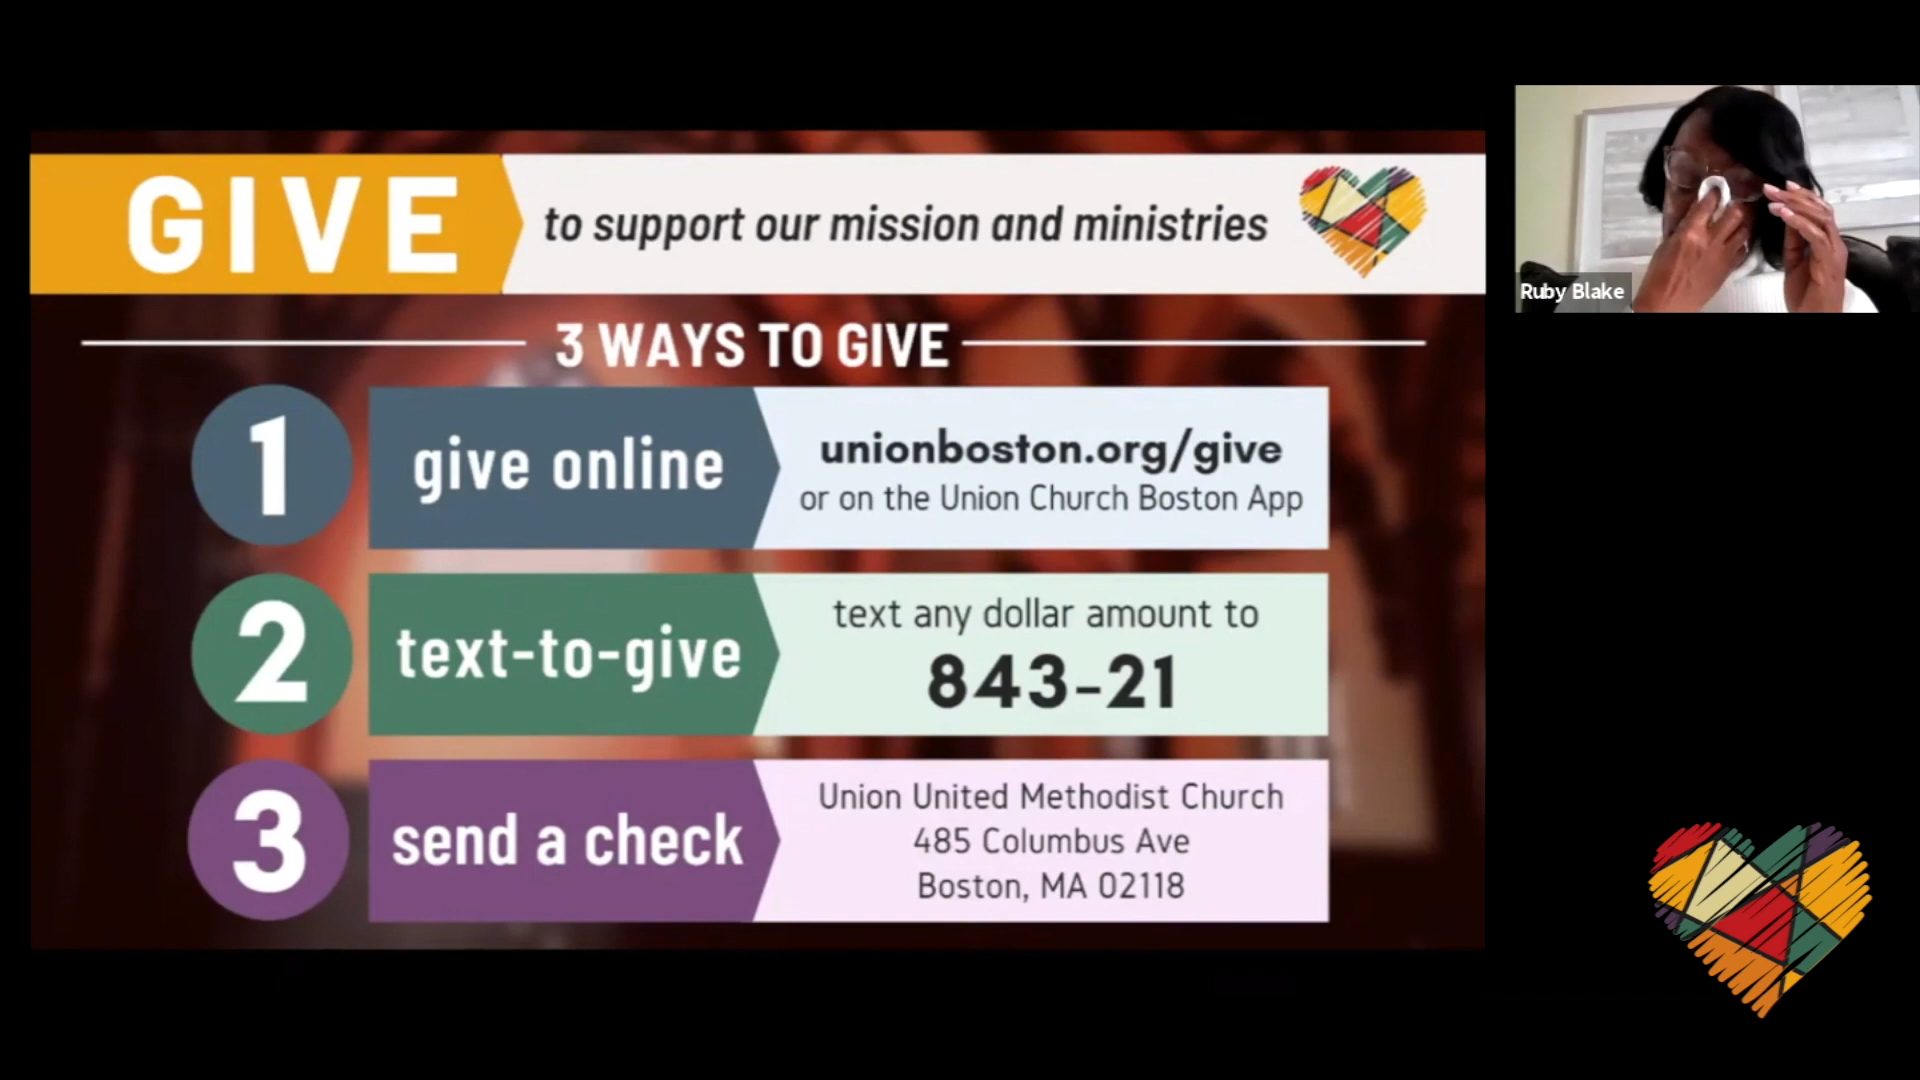 GIVE
to support our mission and ministries
3 WAYS TO GIVE
1
give online
unionboston.org/give
or on the Union Church Boston App
2
text-to-give
text any dollar amount to
843-21
3
send a check
Union United Methodist Church
485 Columbus Ave
Boston, MA 02118
Ruby Blake